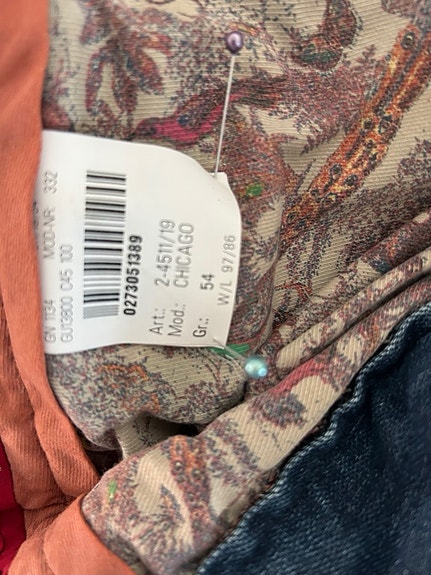 GN 1134 MOD-NR: 332
GU13800 C45 100
0273051389
Art.: 2-4511/19
Mod.: CHICAGO
Gr.: 54
W/L 97/86